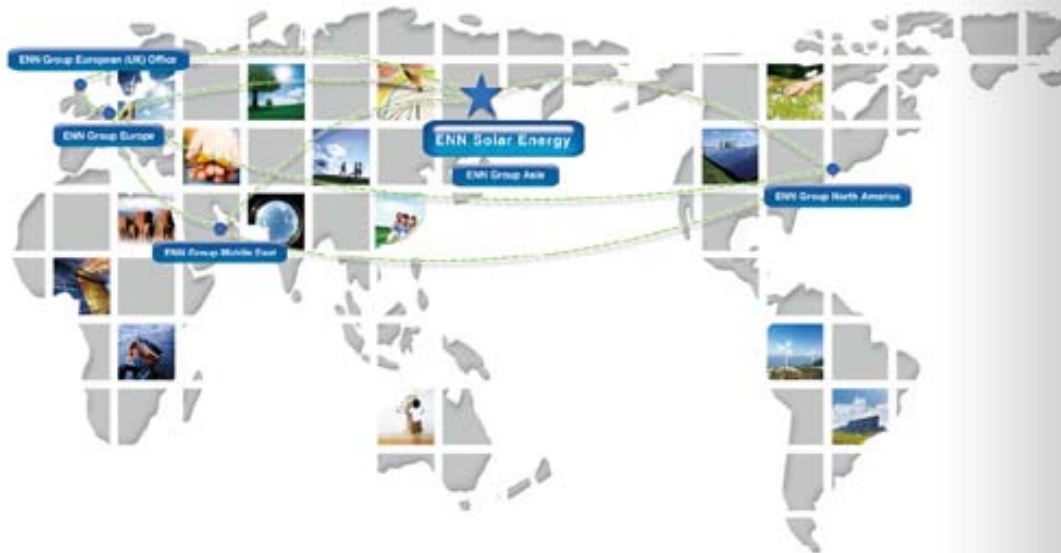 ENN Group European (UK) Office
ENN Group Europe
ENN Solar Energy
ENN Group Asia
ENN Group North America
ENN Group Middle East